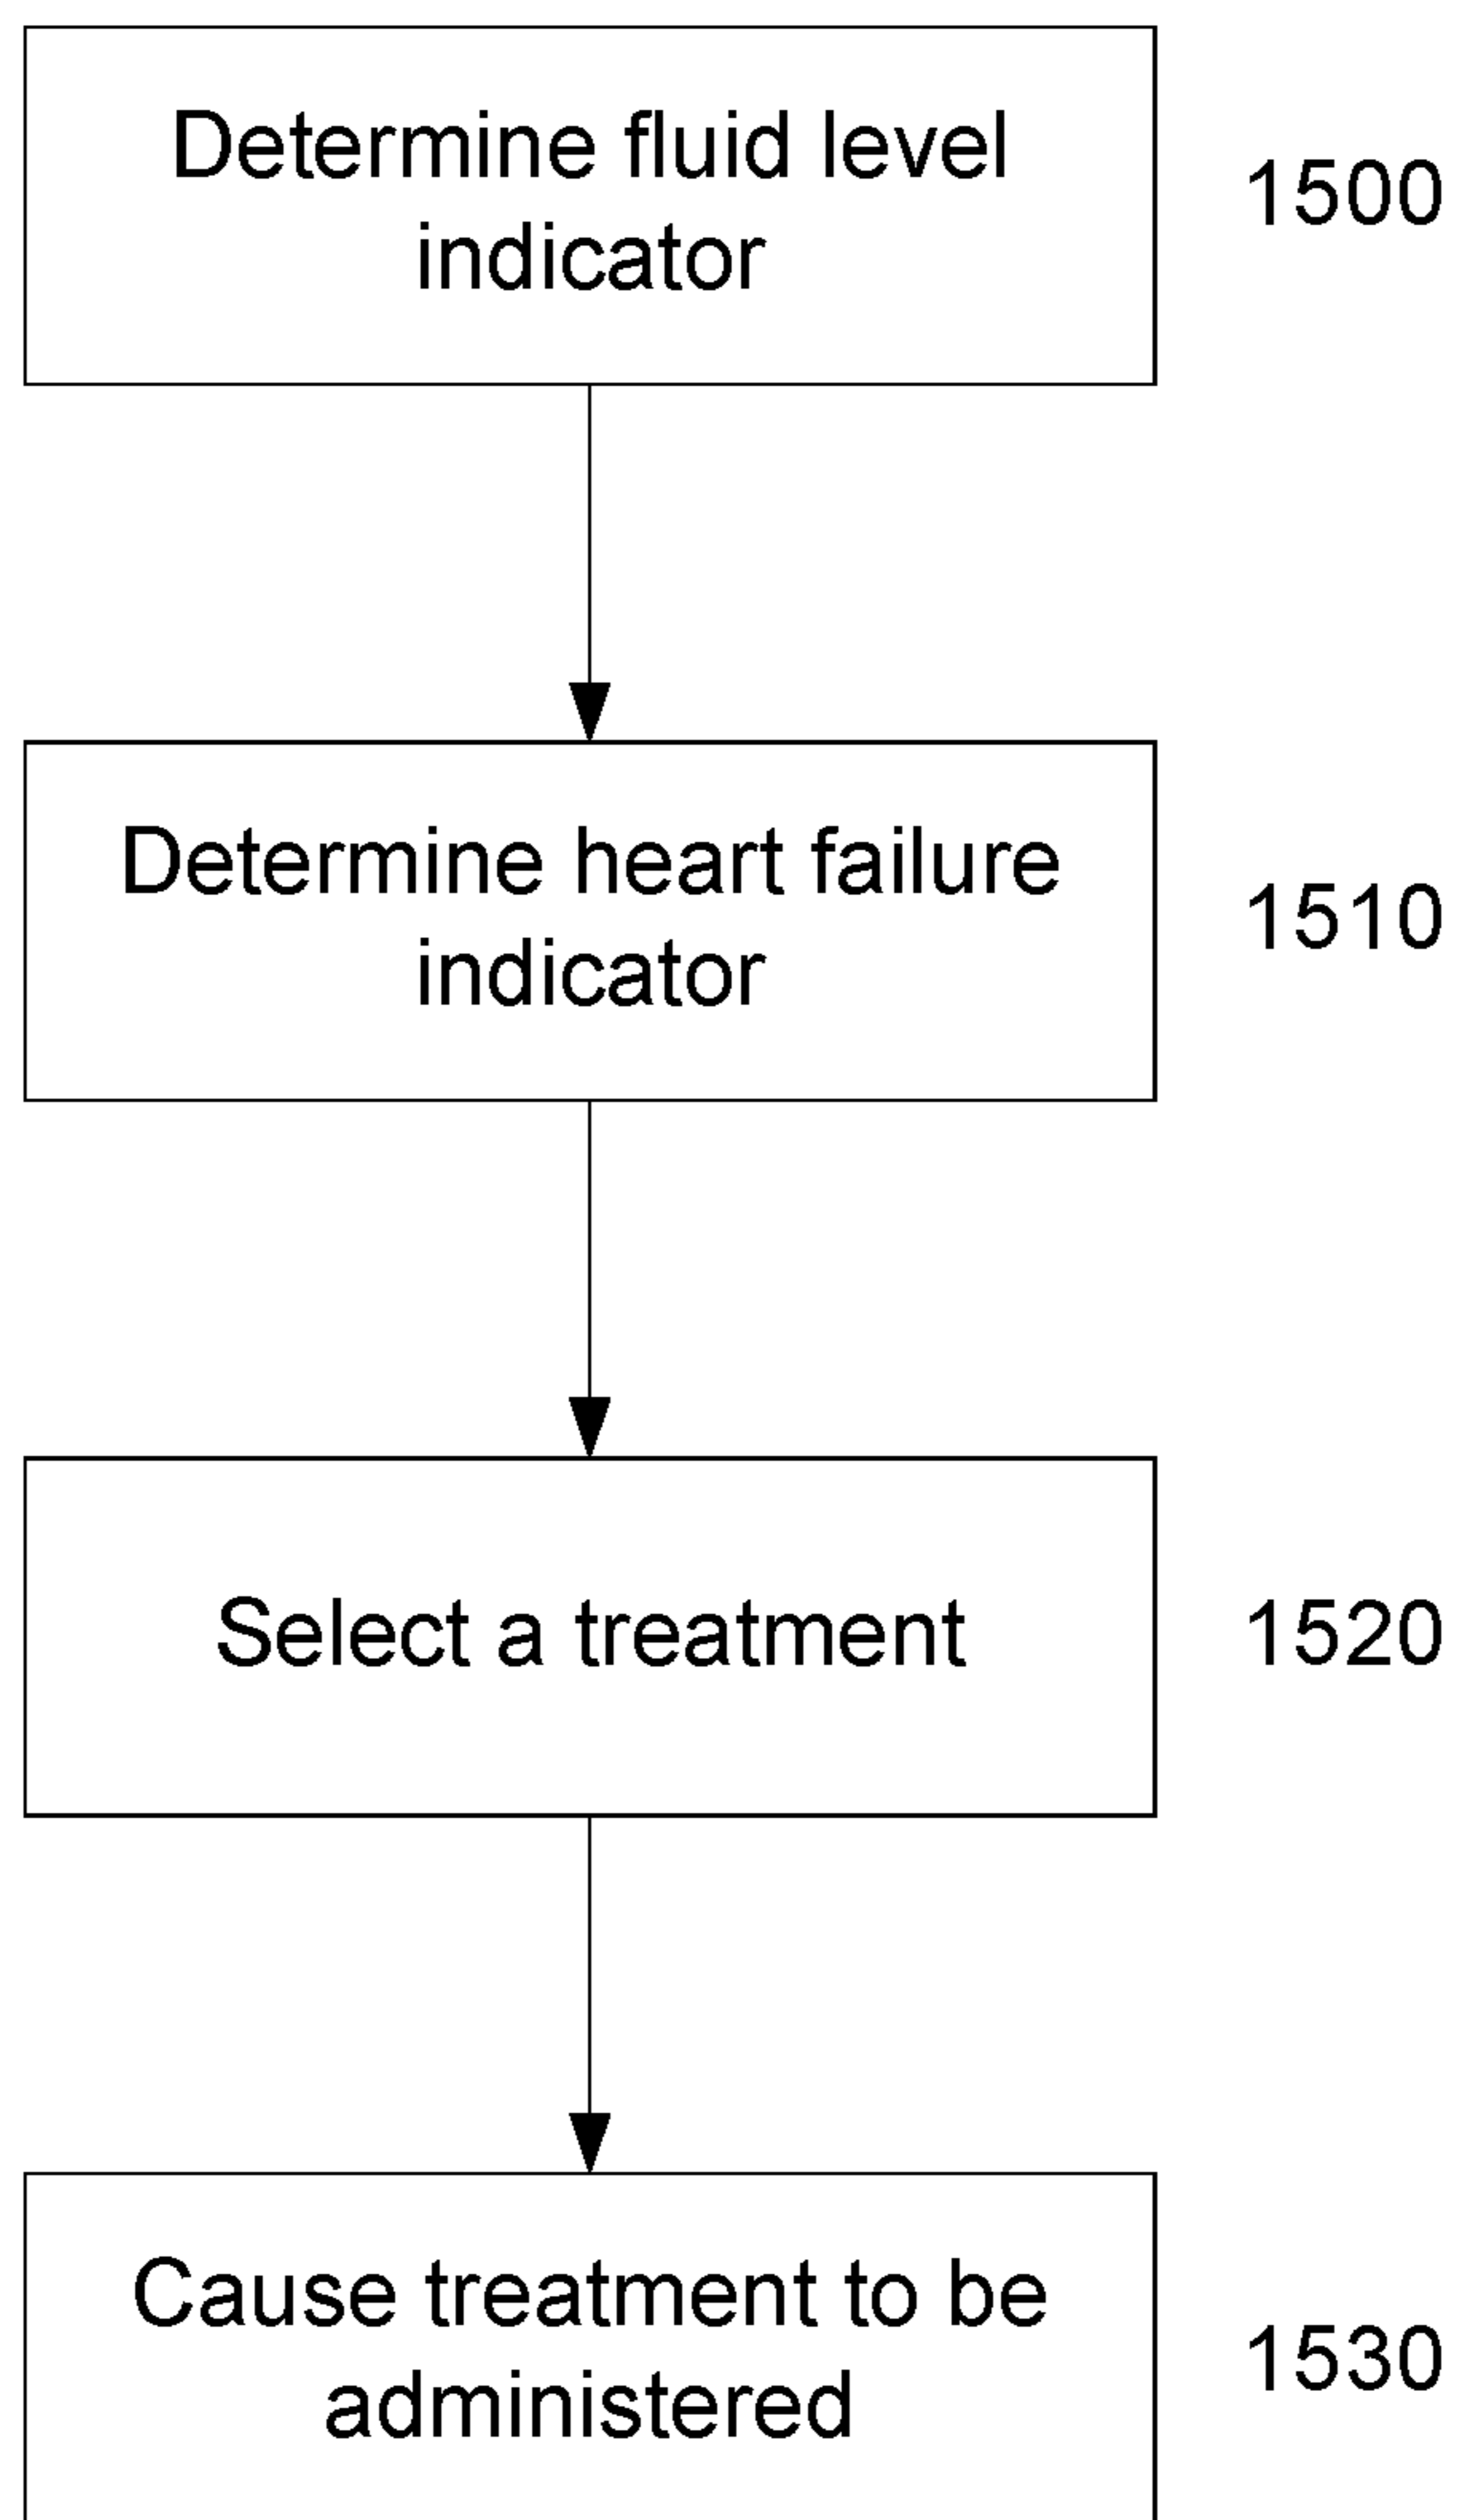 Determine fluid level
indicator
1500
Determine heart failure
indicator
1510
Select a treatment
1520
Cause treatment to be
administered
1530